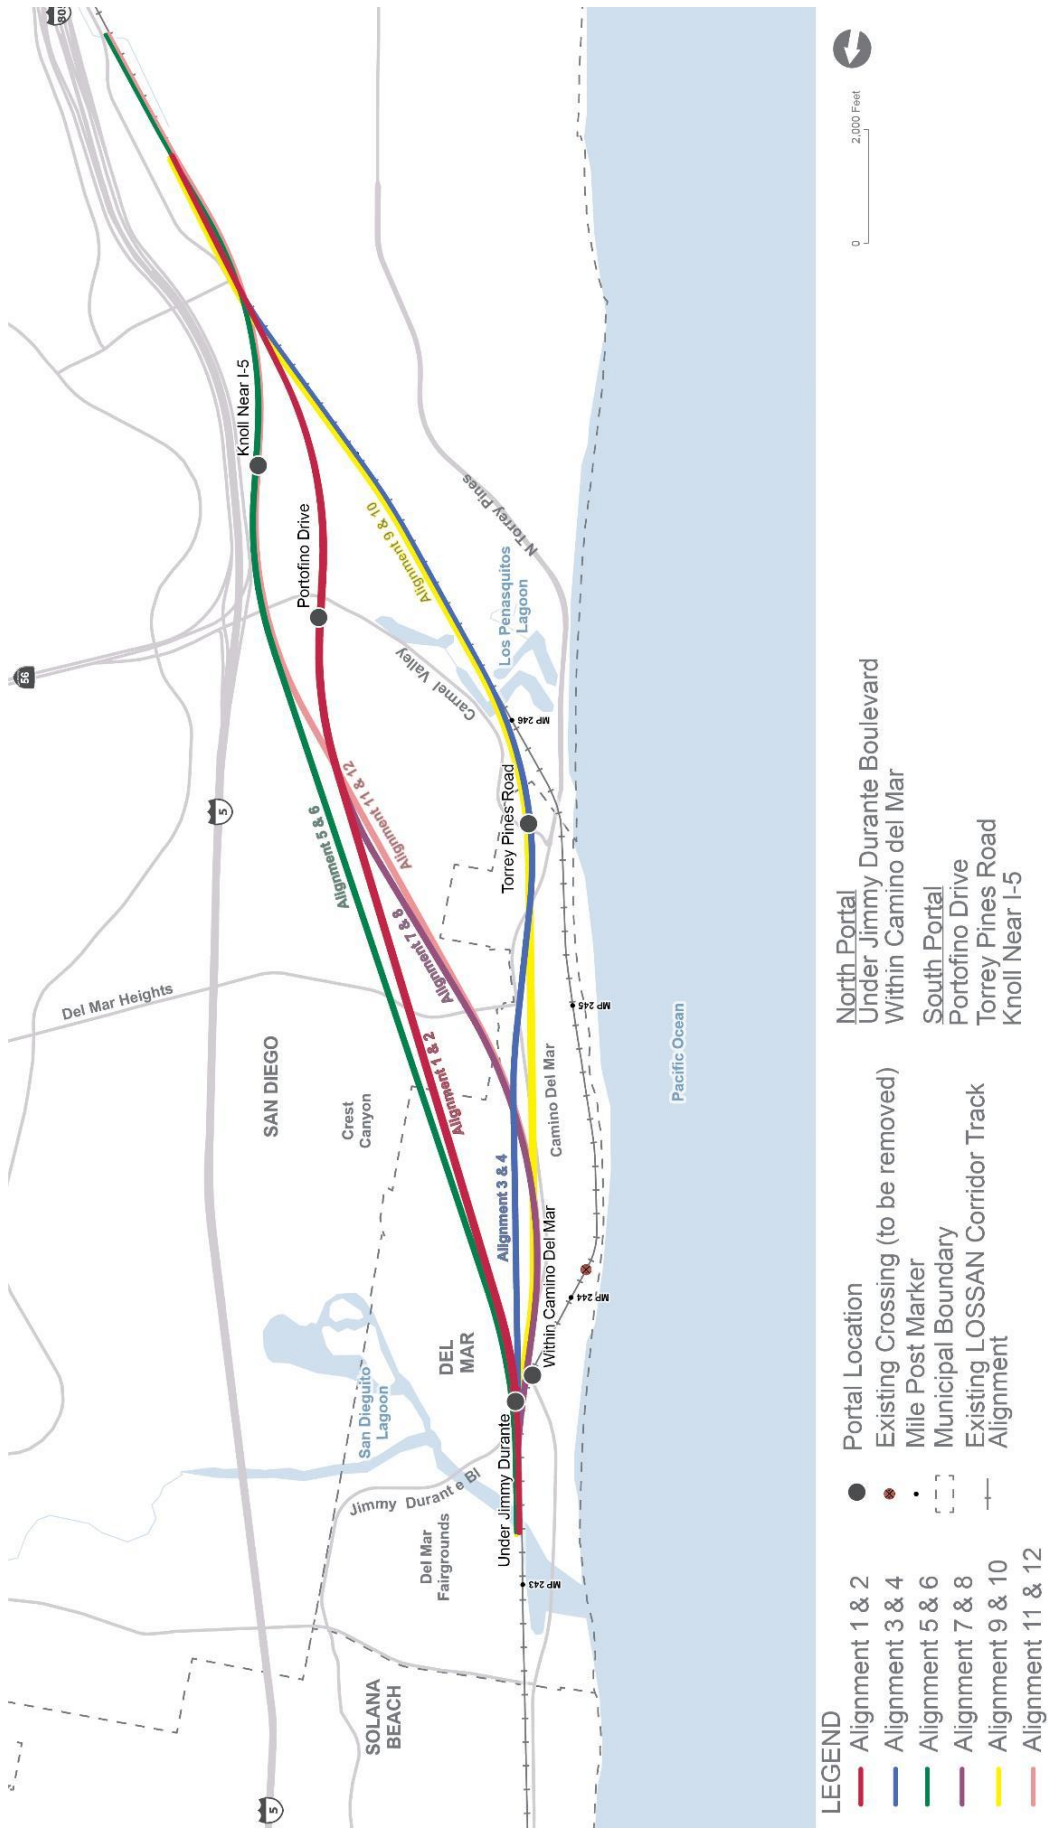 805
56
5
5
Knoll Near I-5
Portofino Drive
Torrey Pines Road
Within Camino Del Mar
Under Jimmy Durante
Alignment 9 & 10
Alignment 11 & 12
Alignment 5 & 6
Alignment 7 & 8
Alignment 1 & 2
Alignment 3 & 4
N Torrey Pines
Los Penasquitos
Lagoon
Carmel Valley
Del Mar Heights
SAN DIEGO
Crest
Canyon
Camino Del Mar
DEL
MAR
San Dieguito
Lagoon
Jimmy Durante Bl
Del Mar
Fairgrounds
SOLANA
BEACH
Pacific Ocean
MP 246
MP 245
MP 244
MP 243
0
2,000 Feet
LEGEND
Alignment 1 & 2
Alignment 3 & 4
Alignment 5 & 6
Alignment 7 & 8
Alignment 9 & 10
Alignment 11 & 12
Portal Location
Existing Crossing (to be removed)
Mile Post Marker
Municipal Boundary
Existing LOSSAN Corridor Track
Alignment
North Portal
Under Jimmy Durante Boulevard
Within Camino del Mar
South Portal
Portofino Drive
Torrey Pines Road
Knoll Near I-5